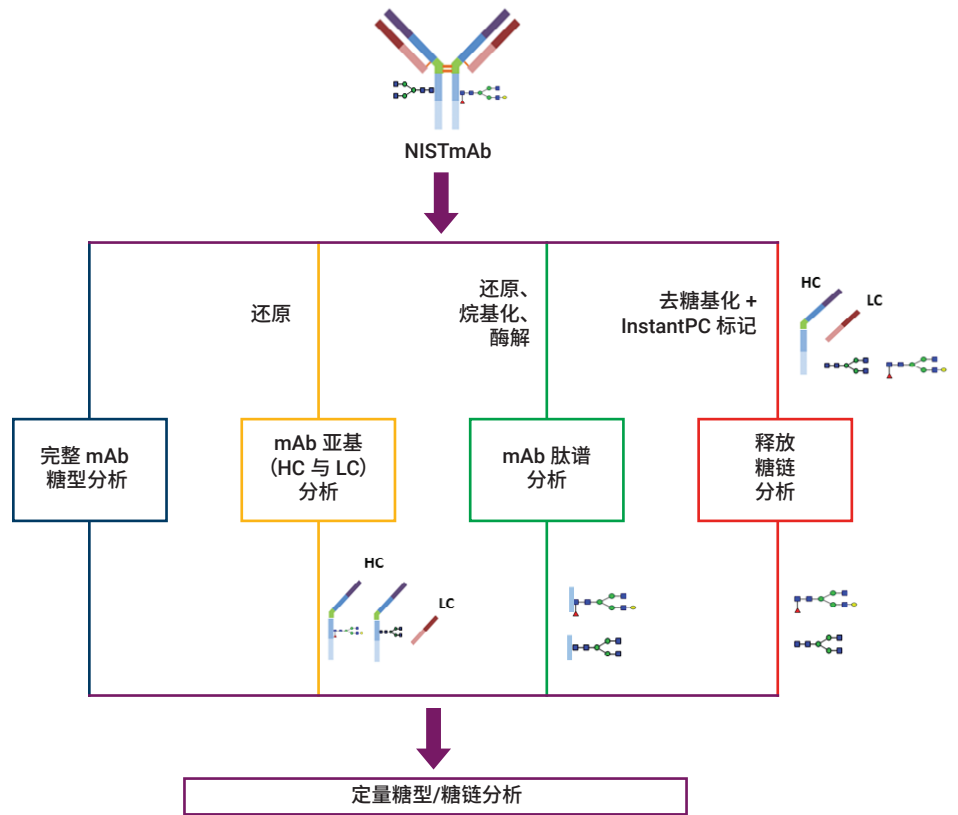 NISTmAb
还原
还原、
烷基化、
酶解
去糖基化 +
InstantPC 标记
HC
LC
完整 mAb
糖型分析
mAb 亚基
(HC 与 LC)
分析
mAb 肽谱
分析
释放
糖链
分析
HC
LC
定量糖型/糖链分析